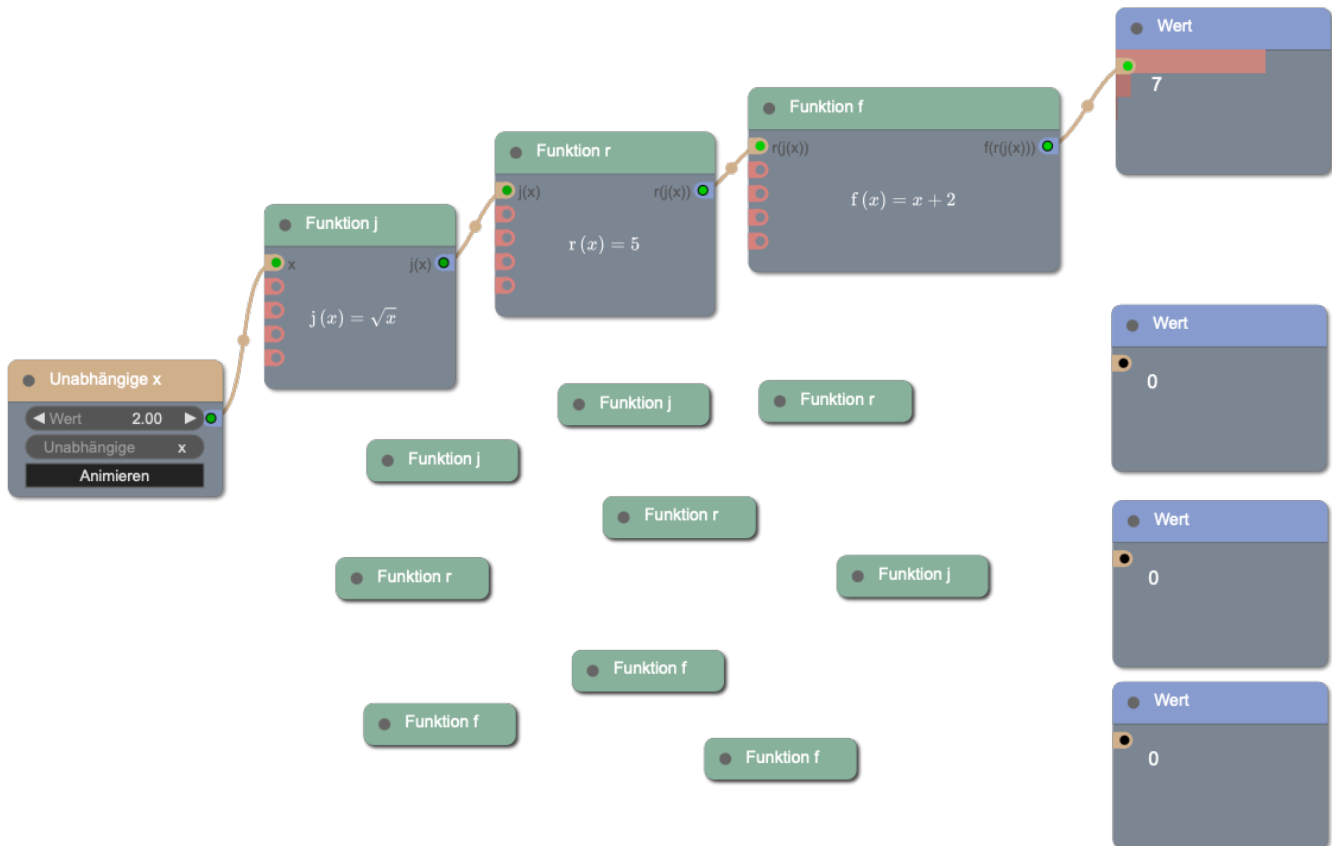 Wert
7
Funktion f
r(j(x))
f(r(j(x)))
f (x) = x + 2
Funktion r
j(x)
r(j(x))
r (x) = 5
Funktion j
x
j(x)
j (x) = √x
Unabhängige x
Wert 2.00
Unabhängige x
Animieren
Wert
0
Funktion j
Funktion r
Funktion j
Funktion r
Wert
0
Funktion r
Funktion j
Funktion f
Funktion f
Funktion f
Wert
0